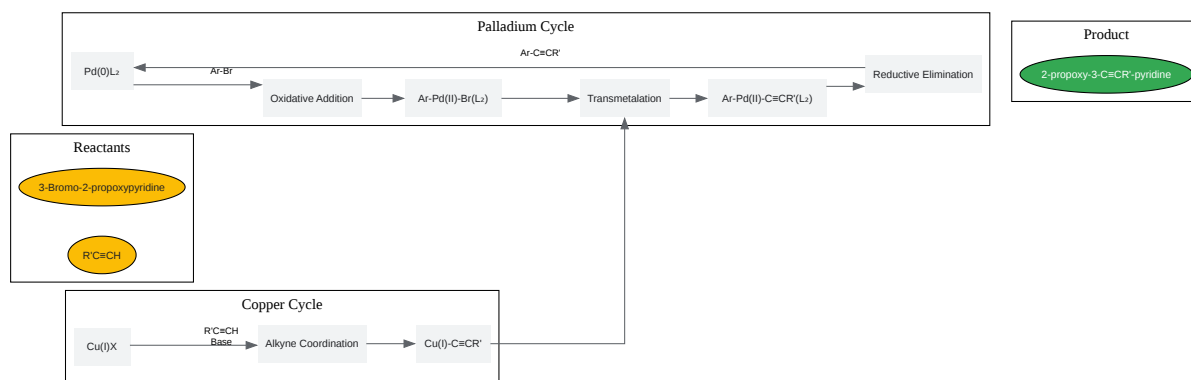 Palladium Cycle
Ar-C≡CR'
Pd(0)L₂
Ar-Br
Oxidative Addition
Ar-Pd(II)-Br(L₂)
Transmetalation
Ar-Pd(II)-C≡CR'(L₂)
Reductive Elimination
Product
2-propoxy-3-C≡CR'-pyridine
Reactants
3-Bromo-2-propoxypyridine
R'C≡CH
Copper Cycle
Cu(I)X
R'C≡CH
Base
Alkyne Coordination
Cu(I)-C≡CR'